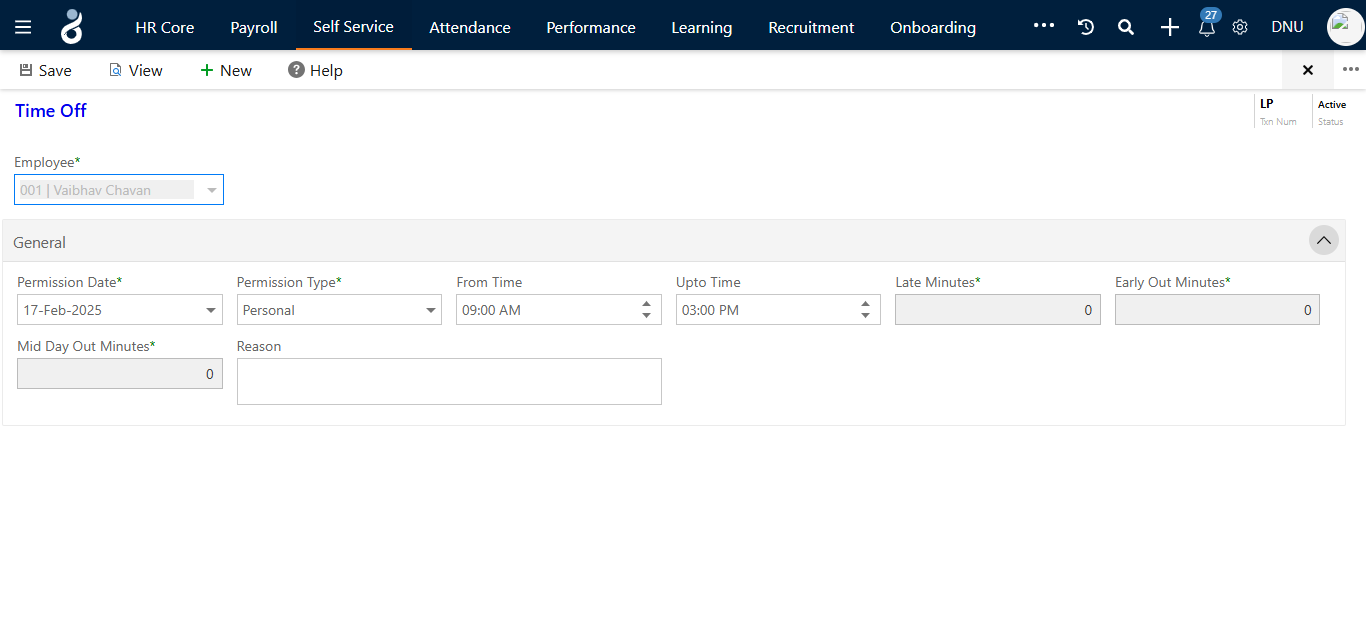 HR Core Payroll Self Service Attendance Performance Learning Recruitment Onboarding 27 DNU
Save View New Help
Time Off
LP Active
Txn Num Status
Employee*
001 | Vaibhav Chavan
General
Permission Date* Permission Type* From Time Upto Time Late Minutes* Early Out Minutes*
17-Feb-2025 Personal 09:00 AM 03:00 PM 0 0
Mid Day Out Minutes* Reason
0